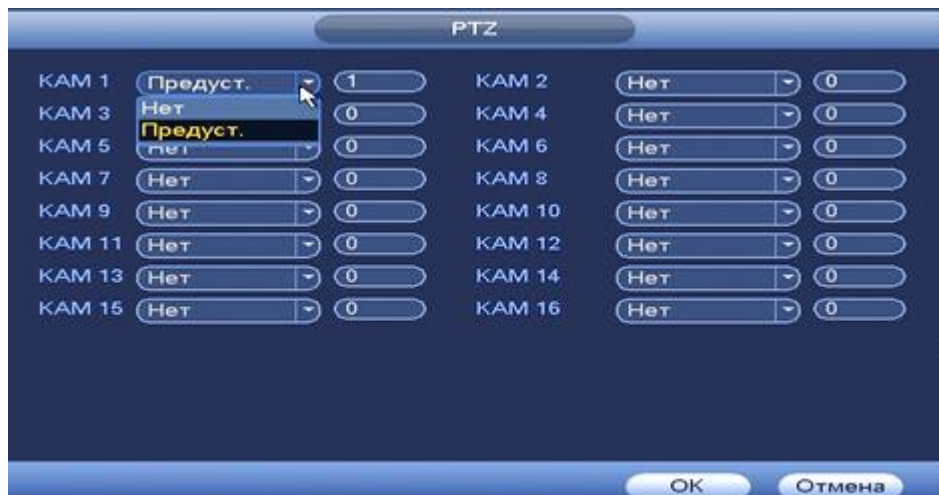 PTZ
КАМ 1 Предуст. 1 КАМ 2 Нет 0
КАМ 3 Нет 0 КАМ 4 Нет 0
Предуст.
КАМ 5 Нет 0 КАМ 6 Нет 0
КАМ 7 Нет 0 КАМ 8 Нет 0
КАМ 9 Нет 0 КАМ 10 Нет 0
КАМ 11 Нет 0 КАМ 12 Нет 0
КАМ 13 Нет 0 КАМ 14 Нет 0
КАМ 15 Нет 0 КАМ 16 Нет 0
OK Отмена